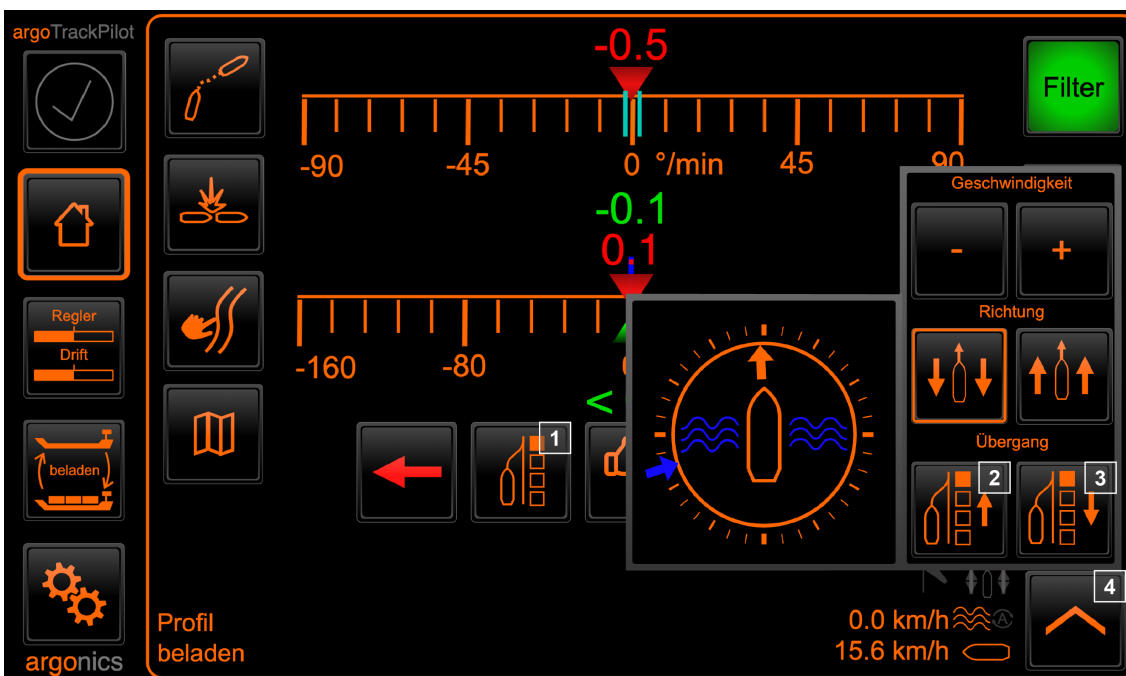 argoTrackPilot
-0.5
Filter
-90
-45
0
°/min
45
90
Geschwindigkeit
-
+
-0.1
0.1
Richtung
Regler
Drift
-160
-80
<
Übergang
1
2
3
beladen
4
Profil
beladen
0.0 km/h
A
15.6 km/h
argonics